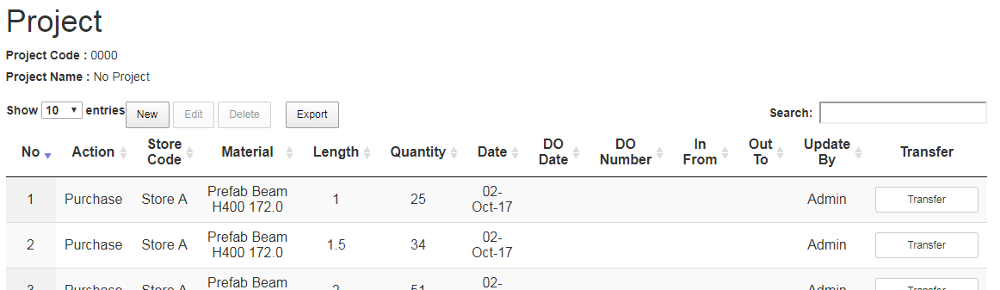 Project
Project Code : 0000
Project Name : No Project
Show 10 entries New Edit Delete Export Search:
No Action Store Code Material Length Quantity Date DO Date DO Number In From Out To Update By Transfer
1 Purchase Store A Prefab Beam H400 172.0 1 25 02-Oct-17 Admin Transfer
2 Purchase Store A Prefab Beam H400 172.0 1.5 34 02-Oct-17 Admin Transfer
3 Purchase Store A Prefab Beam 2 51 02- Admin Transfer